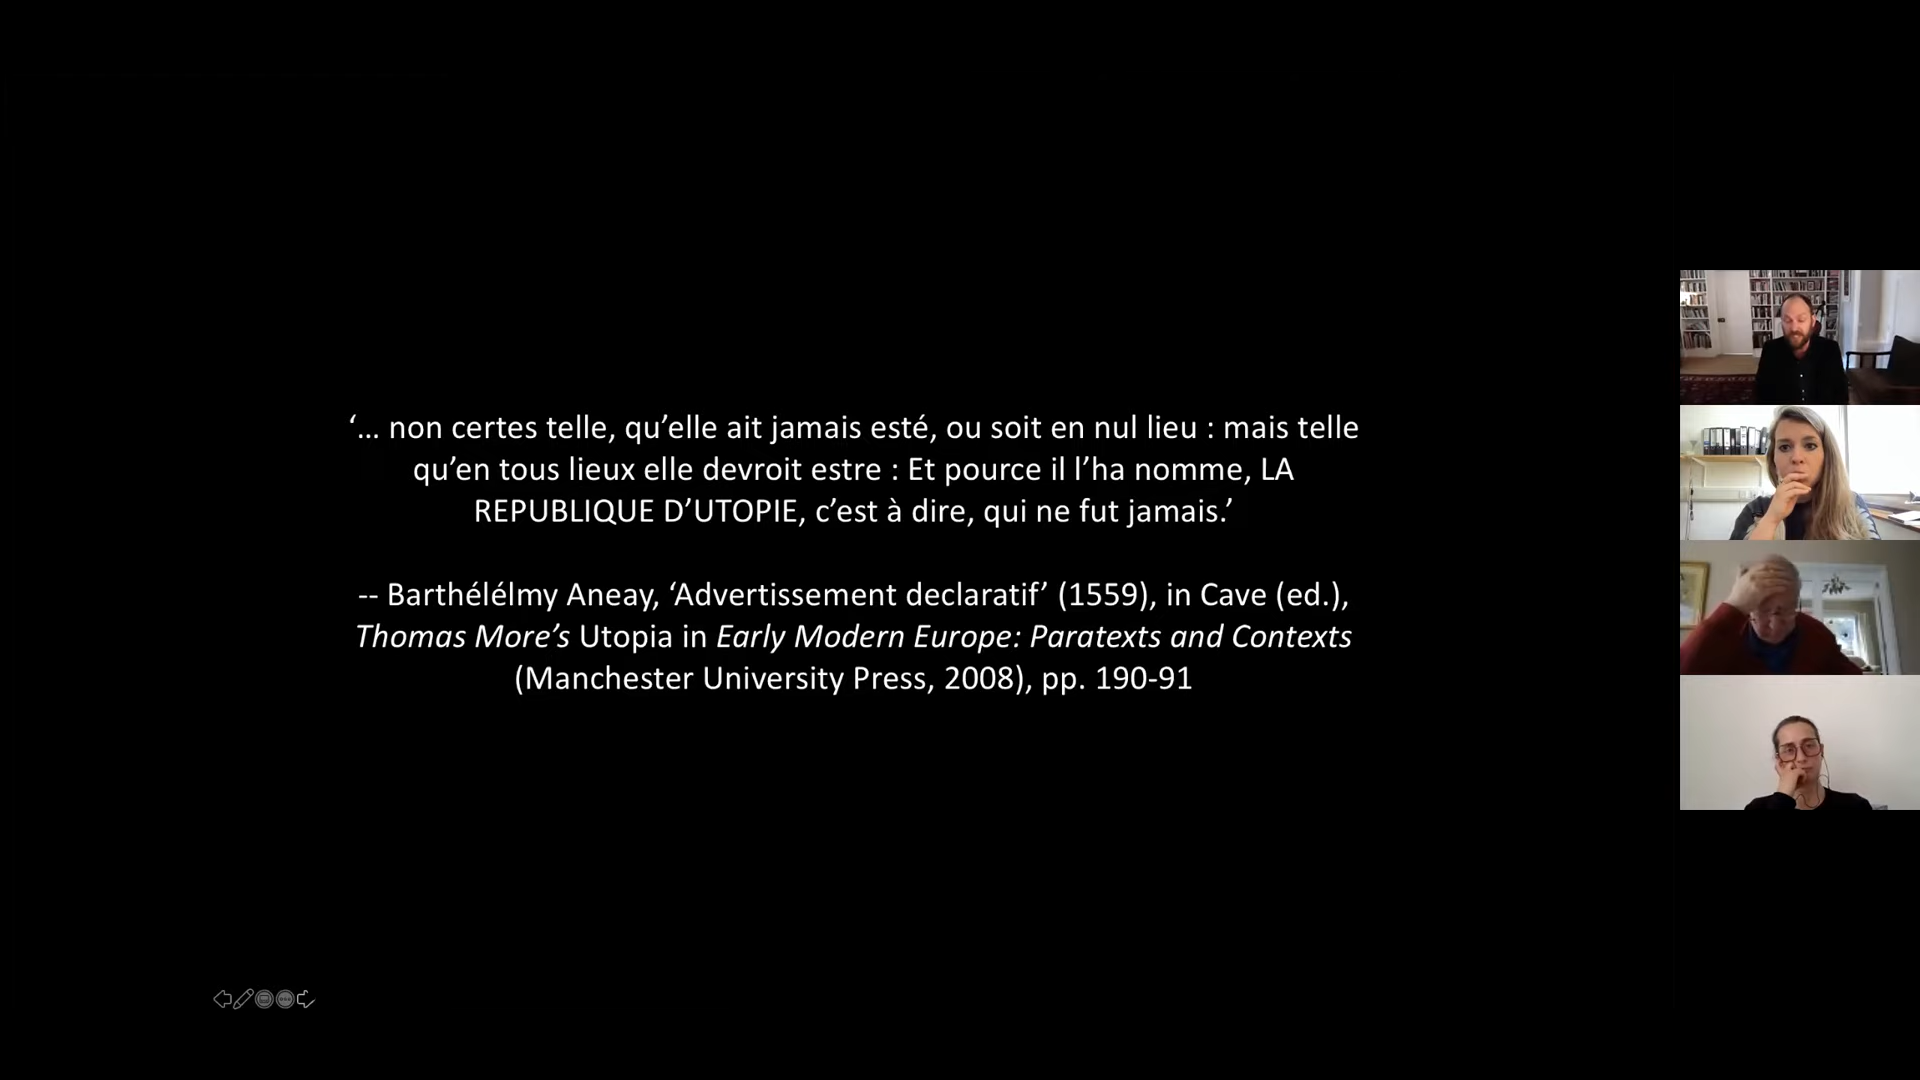 ‘... non certes telle, qu’elle ait jamais esté, ou soit en nul lieu : mais telle
qu’en tous lieux elle devroit estre : Et pource il l’ha nomme, LA
REPUBLIQUE D’UTOPIE, c’est à dire, qui ne fut jamais.’
-- Barthélélmy Aneay, ‘Advertissement declaratif’ (1559), in Cave (ed.),
Thomas More’s Utopia in Early Modern Europe: Paratexts and Contexts
(Manchester University Press, 2008), pp. 190-91